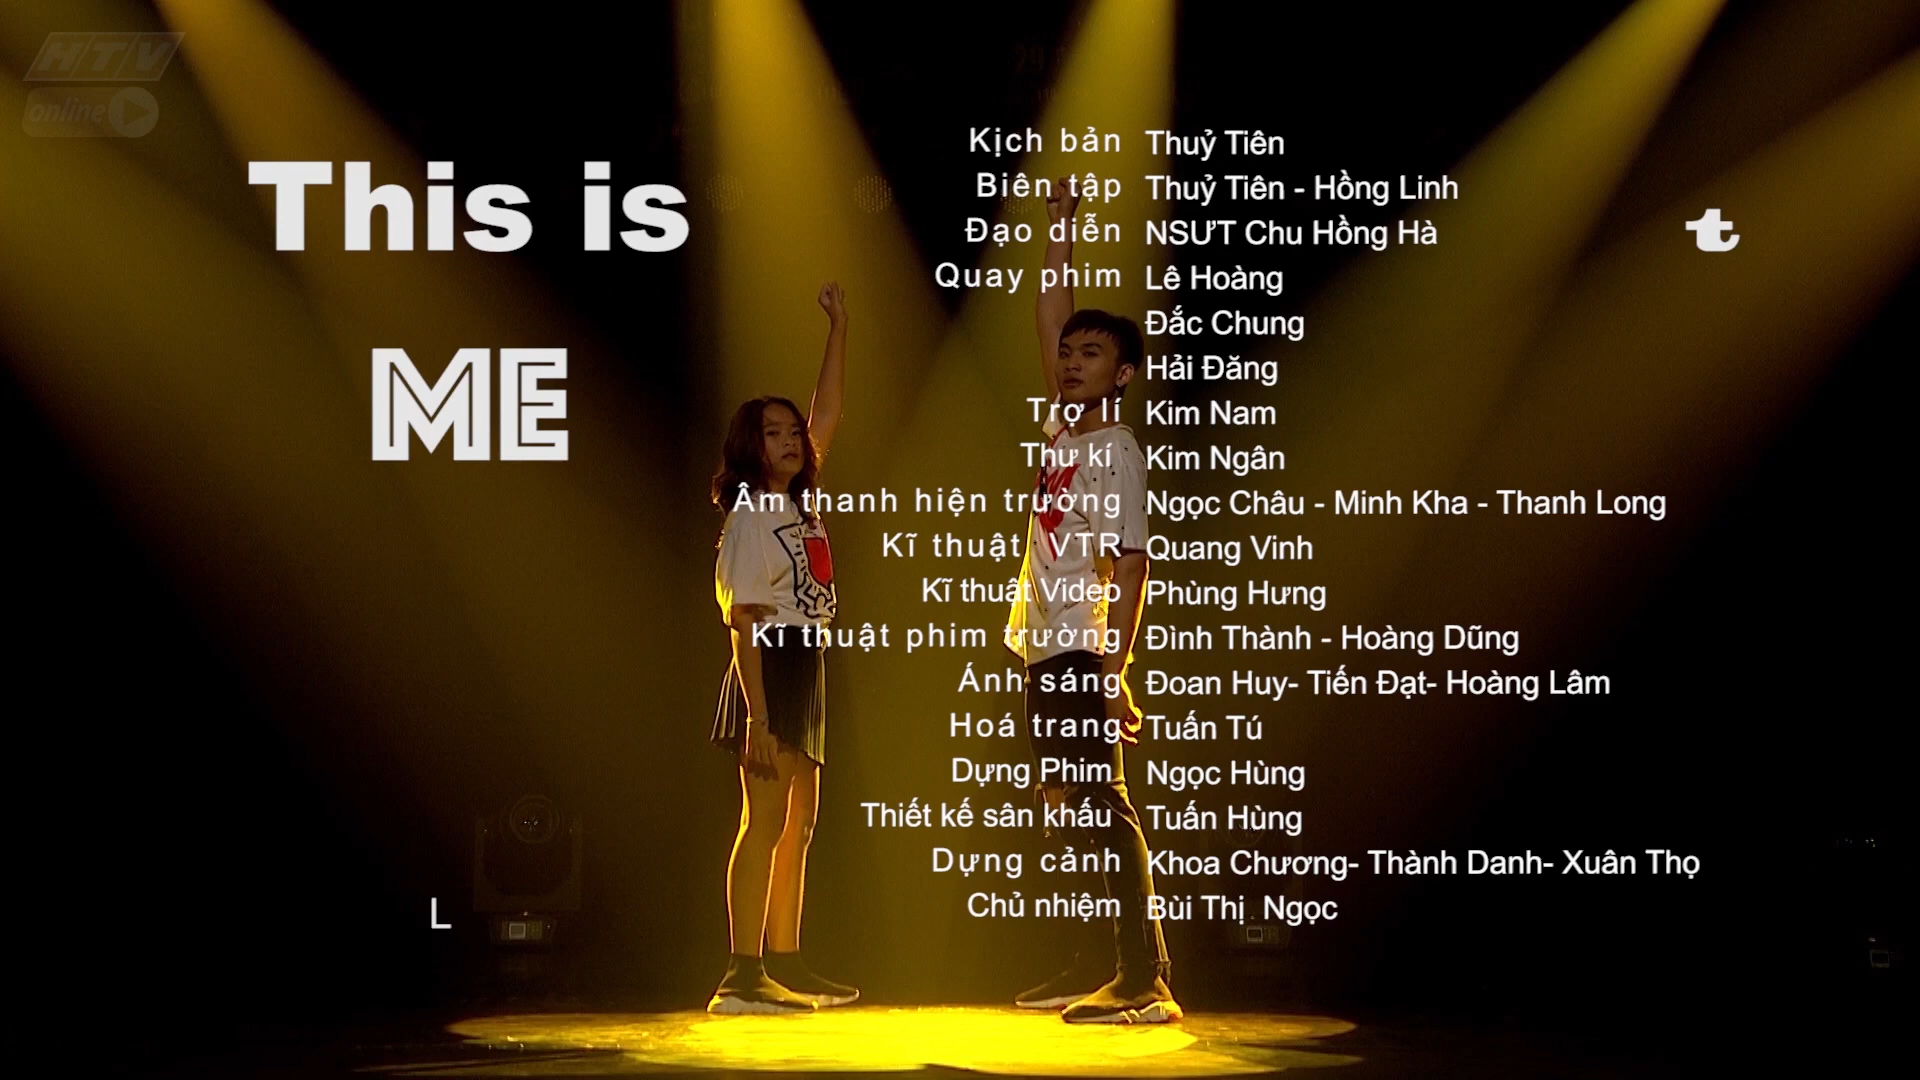 HTV
online
This is
ME
Kịch bản Thuỷ Tiên
Biên tập Thuỷ Tiên - Hồng Linh
Đạo diễn NSƯT Chu Hồng Hà
t
Quay phim Lê Hoàng
Đắc Chung
Hải Đăng
Trợ lí Kim Nam
Thư kí Kim Ngân
Âm thanh hiện trường Ngọc Châu - Minh Kha - Thanh Long
Kĩ thuật VTR Quang Vinh
Kĩ thuật Video Phùng Hưng
Kĩ thuật phim trường Đình Thành - Hoàng Dũng
Ánh sáng Đoan Huy- Tiến Đạt- Hoàng Lâm
Hoá trang Tuấn Tú
Dựng Phim Ngọc Hùng
Thiết kế sân khấu Tuấn Hùng
Dựng cảnh Khoa Chương- Thành Danh- Xuân Thọ
Chủ nhiệm Bùi Thị Ngọc
L